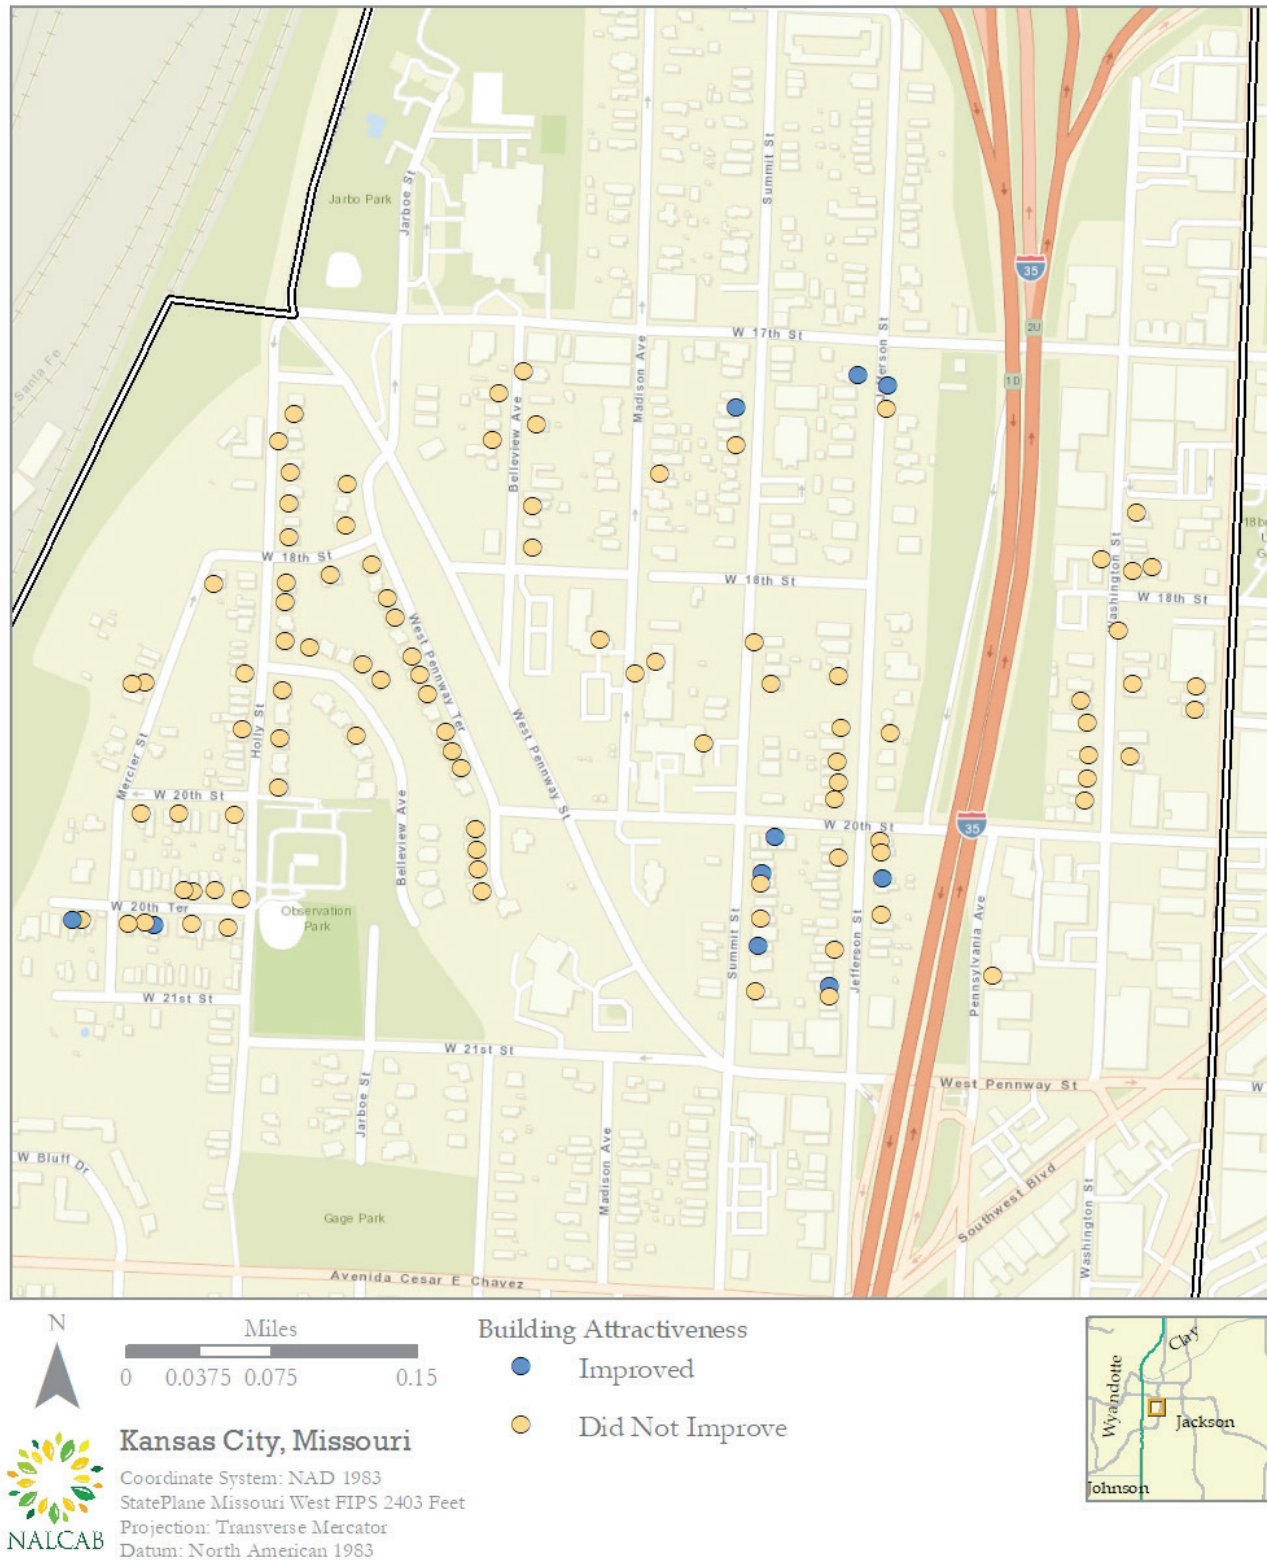 Jarbo Park
Jarboe St
Summit St
35
W 17th St
2U
Santa Fe
Madison Ave
1D
Belleview Ave
W 18th St
W 18th St
Washington St
W 18th St
West Pennway Ter
Holly St
West Pennway St
Mercier St
W 20th St
W 20th St
35
Belleview Ave
W 20th Ter
Observation
Park
Summit St
Jefferson St
Pennsylvania Ave
W 21st St
W 21st St
West Pennway St
W
Jarboe St
Madison Ave
W Bluff Dr
Southwest Blvd
Washington St
Gage Park
Avenida Cesar E Chavez
N
Miles
0 0.0375 0.075 0.15
Building Attractiveness
Improved
Did Not Improve
Kansas City, Missouri
Coordinate System: NAD 1983
StatePlane Missouri West FIPS 2403 Feet
Projection: Transverse Mercator
Datum: North American 1983
NALCAB
Clay
Wyandotte
Jackson
Johnson